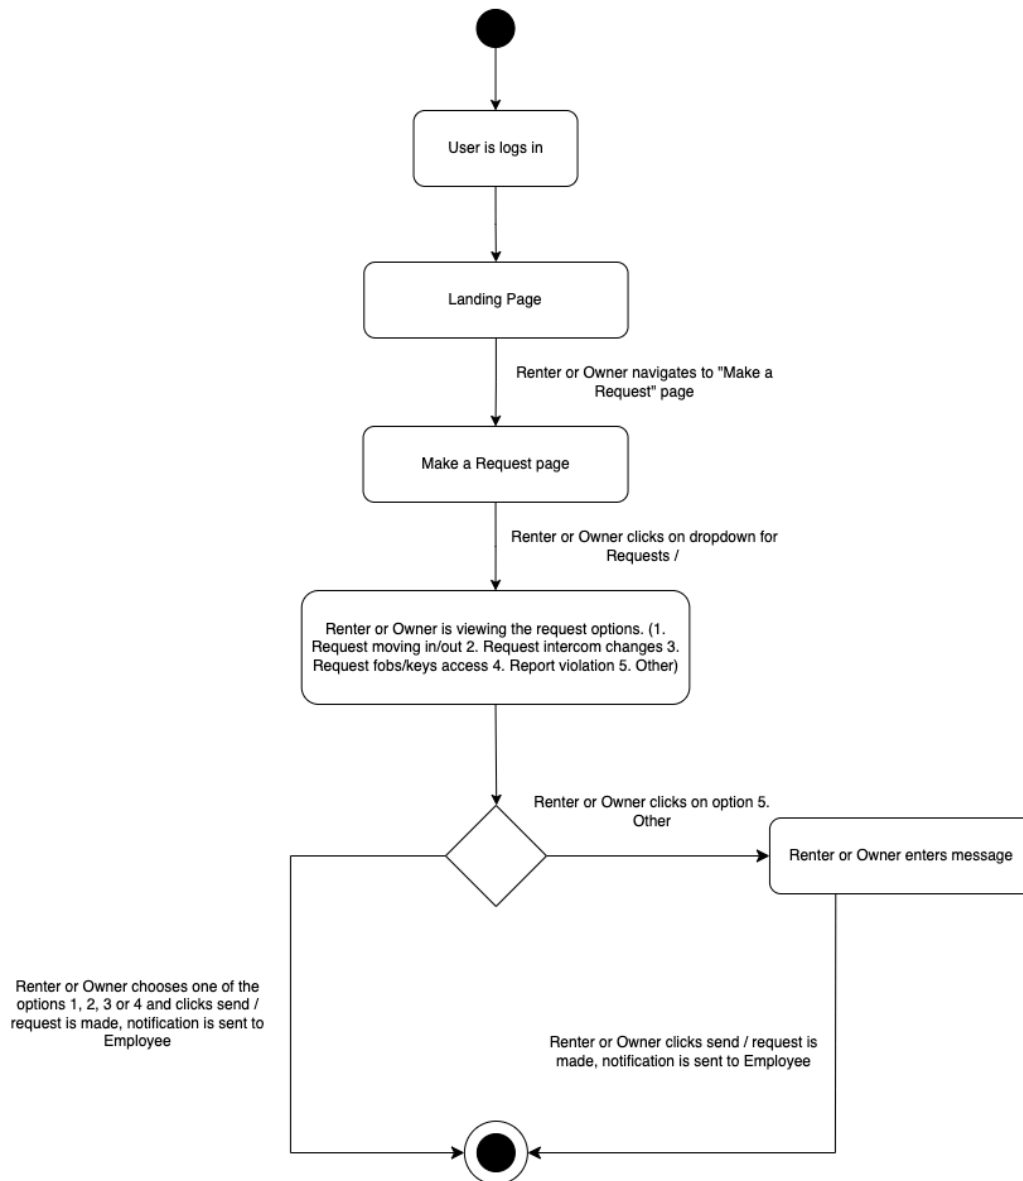 User is logs in
Landing Page
Renter or Owner navigates to "Make a
Request" page
Make a Request page
Renter or Owner clicks on dropdown for
Requests /
Renter or Owner is viewing the request options. (1.
Request moving in/out 2. Request intercom changes 3.
Request fobs/keys access 4. Report violation 5. Other)
Renter or Owner clicks on option 5.
Other
Renter or Owner enters message
Renter or Owner chooses one of the
options 1, 2, 3 or 4 and clicks send /
request is made, notification is sent to
Employee
Renter or Owner clicks send / request is
made, notification is sent to Employee